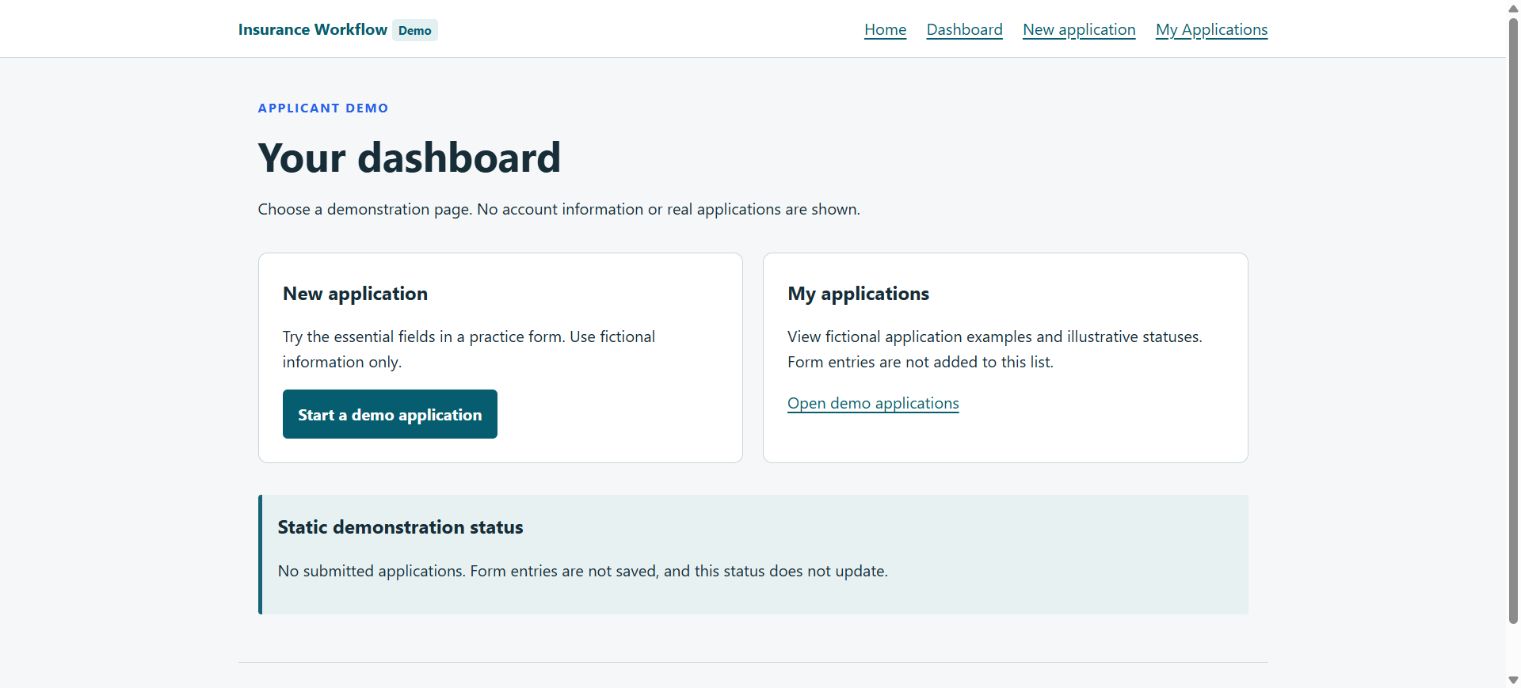 Insurance Workflow Demo
Home Dashboard New application My Applications
APPLICANT DEMO
Your dashboard
Choose a demonstration page. No account information or real applications are shown.
New application
Try the essential fields in a practice form. Use fictional
information only.
Start a demo application
My applications
View fictional application examples and illustrative statuses.
Form entries are not added to this list.
Open demo applications
Static demonstration status
No submitted applications. Form entries are not saved, and this status does not update.